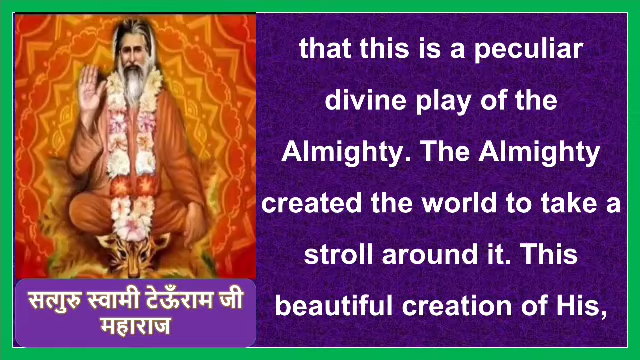 that this is a peculiar
divine play of the
Almighty. The Almighty
created the world to take a
stroll around it. This
beautiful creation of His,
सत्गुरु स्वामी टेऊँराम जी
महाराज